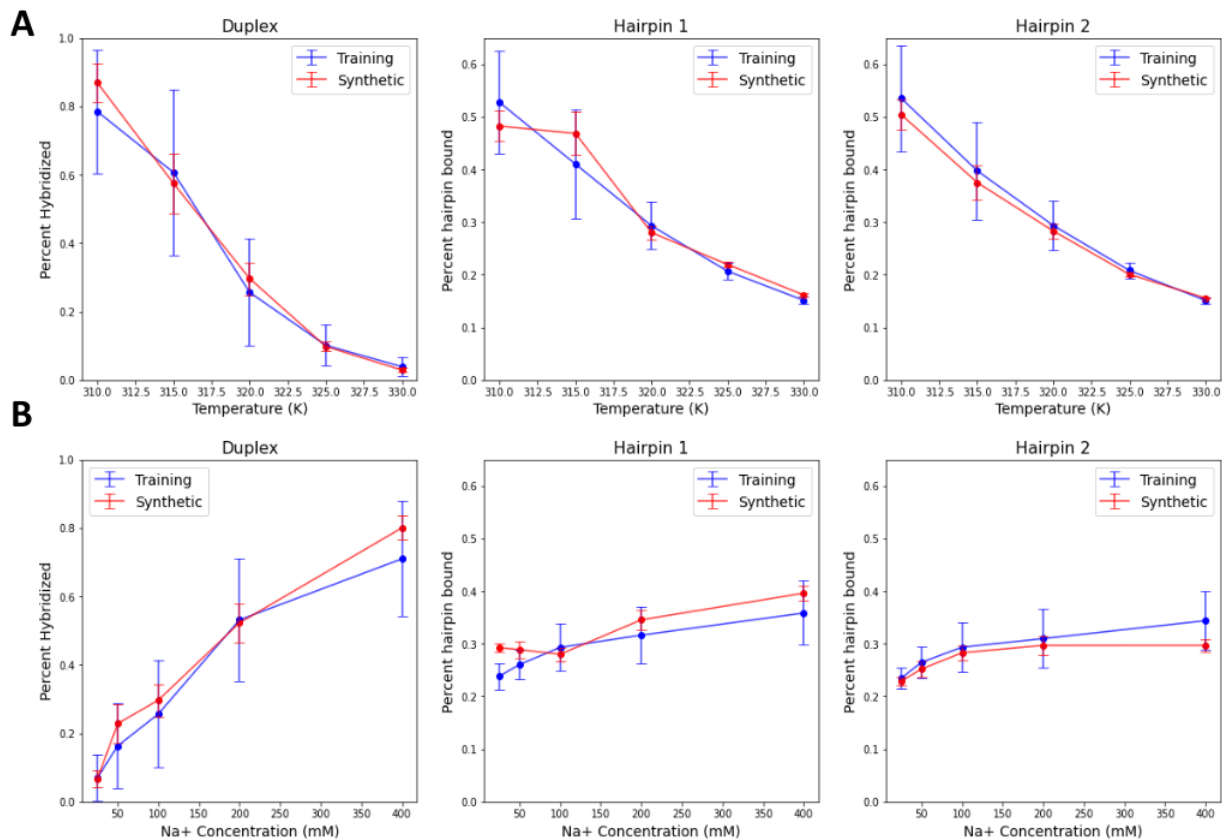 A
Duplex
Training
Synthetic
Percent Hybridized
1.0
0.8
0.6
0.4
0.2
0.0
310.0 312.5 315.0 317.5 320.0 322.5 325.0 327.5 330.0
Temperature (K)
Hairpin 1
Training
Synthetic
Percent hairpin bound
0.6
0.5
0.4
0.3
0.2
0.1
0.0
310.0 312.5 315.0 317.5 320.0 322.5 325.0 327.5 330.0
Temperature (K)
Hairpin 2
Training
Synthetic
Percent hairpin bound
0.6
0.5
0.4
0.3
0.2
0.1
0.0
310.0 312.5 315.0 317.5 320.0 322.5 325.0 327.5 330.0
Temperature (K)
B
Duplex
Training
Synthetic
Percent Hybridized
1.0
0.8
0.6
0.4
0.2
0.0
50 100 150 200 250 300 350 400
Na+ Concentration (mM)
Hairpin 1
Training
Synthetic
Percent hairpin bound
0.6
0.5
0.4
0.3
0.2
0.1
0.0
50 100 150 200 250 300 350 400
Na+ Concentration (mM)
Hairpin 2
Training
Synthetic
Percent hairpin bound
0.6
0.5
0.4
0.3
0.2
0.1
0.0
50 100 150 200 250 300 350 400
Na+ Concentration (mM)